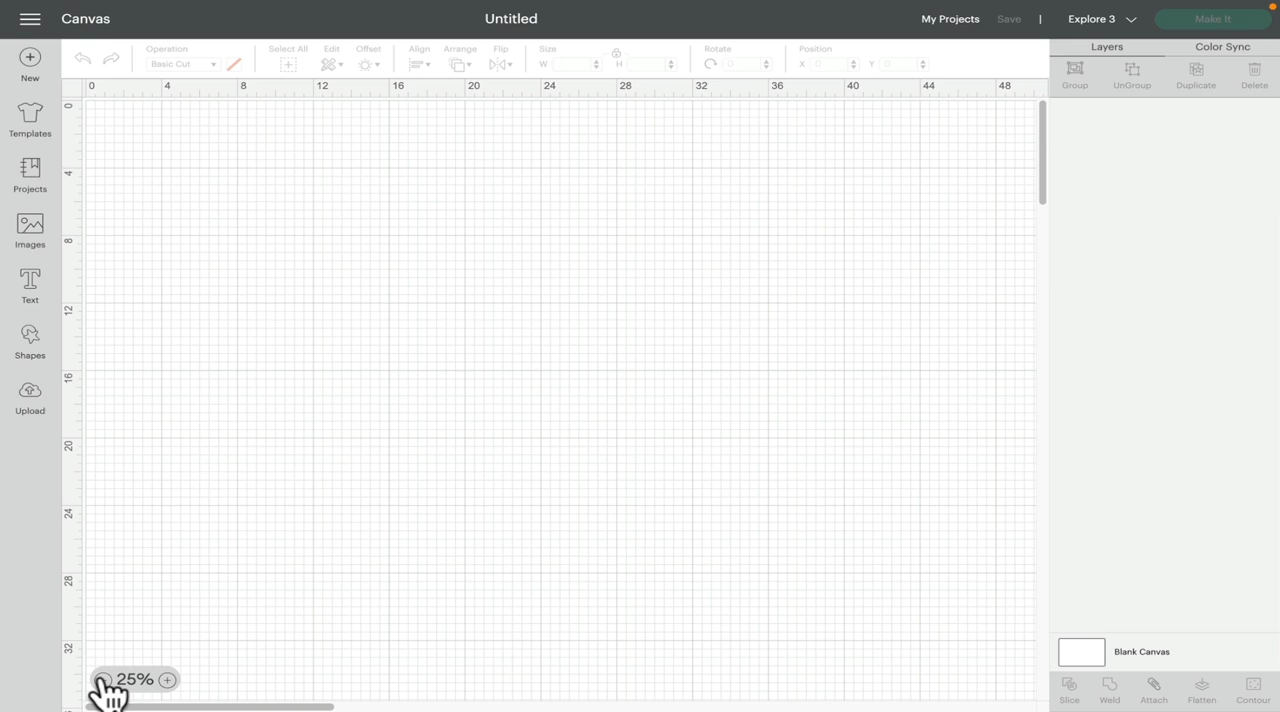 Canvas
Untitled
My Projects Save | Explore 3 Make It
New
Templates
Projects
Images
Text
Shapes
Upload
Operation
Basic Cut
Select All
Edit
Offset
Align
Arrange
Flip
Size
W
H
Rotate
0
Position
X 0
Y 0
Layers Color Sync
Group UnGroup Duplicate Delete
0 4 8 12 16 20 24 28 32 36 40 44 48
0
4
8
12
16
20
24
28
32
25%
Blank Canvas
Slice Weld Attach Flatten Contour